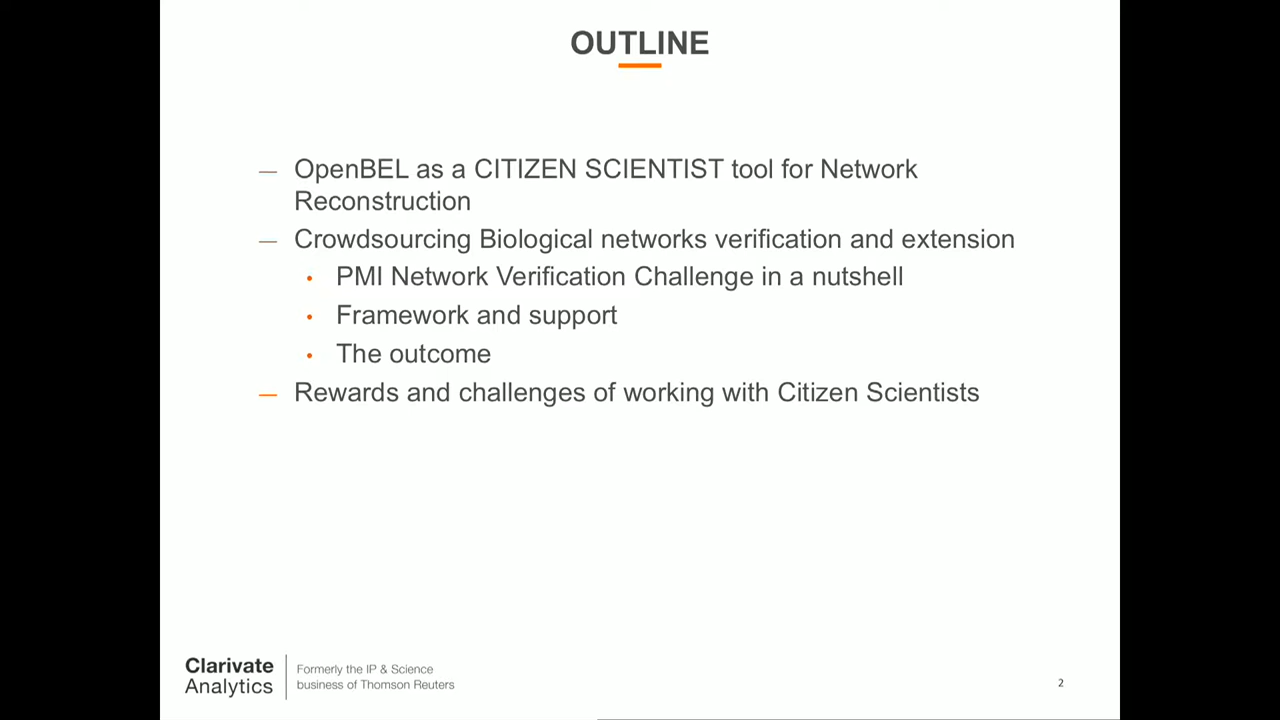 OUTLINE
— OpenBEL as a CITIZEN SCIENTIST tool for Network
Reconstruction
— Crowdsourcing Biological networks verification and extension
• PMI Network Verification Challenge in a nutshell
• Framework and support
• The outcome
— Rewards and challenges of working with Citizen Scientists
Clarivate
Analytics
Formerly the IP & Science
business of Thomson Reuters
2